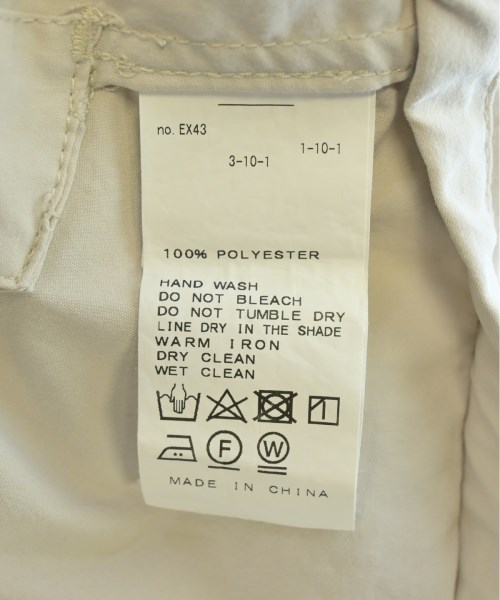 no. EX43
1-10-1
3-10-1
100% POLYESTER
HAND WASH
DO NOT BLEACH
DO NOT TUMBLE DRY
LINE DRY IN THE SHADE
WARM IRON
DRY CLEAN
WET CLEAN
F W
MADE IN CHINA